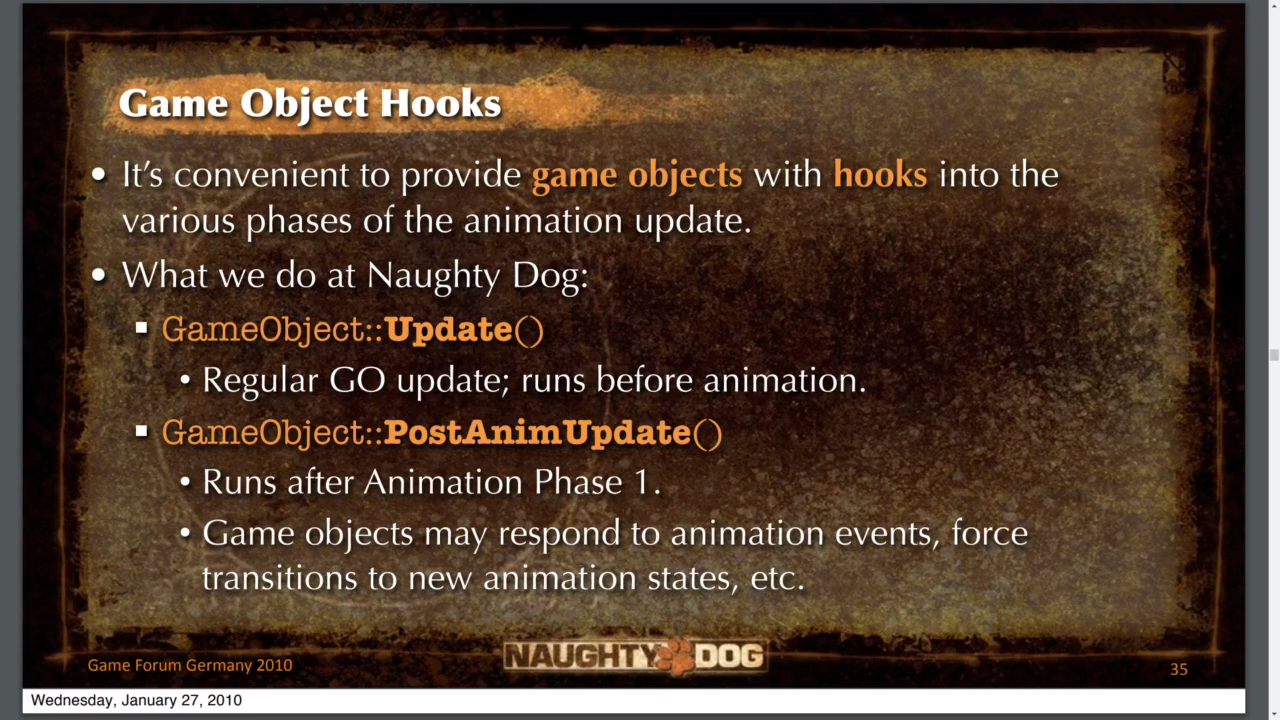 Game Object Hooks
• It’s convenient to provide game objects with hooks into the
various phases of the animation update.
• What we do at Naughty Dog:
▪ GameObject::Update()
• Regular GO update; runs before animation.
▪ GameObject::PostAnimUpdate()
• Runs after Animation Phase 1.
• Game objects may respond to animation events, force
transitions to new animation states, etc.
Game Forum Germany 2010
NAUGHTY DOG
35
Wednesday, January 27, 2010